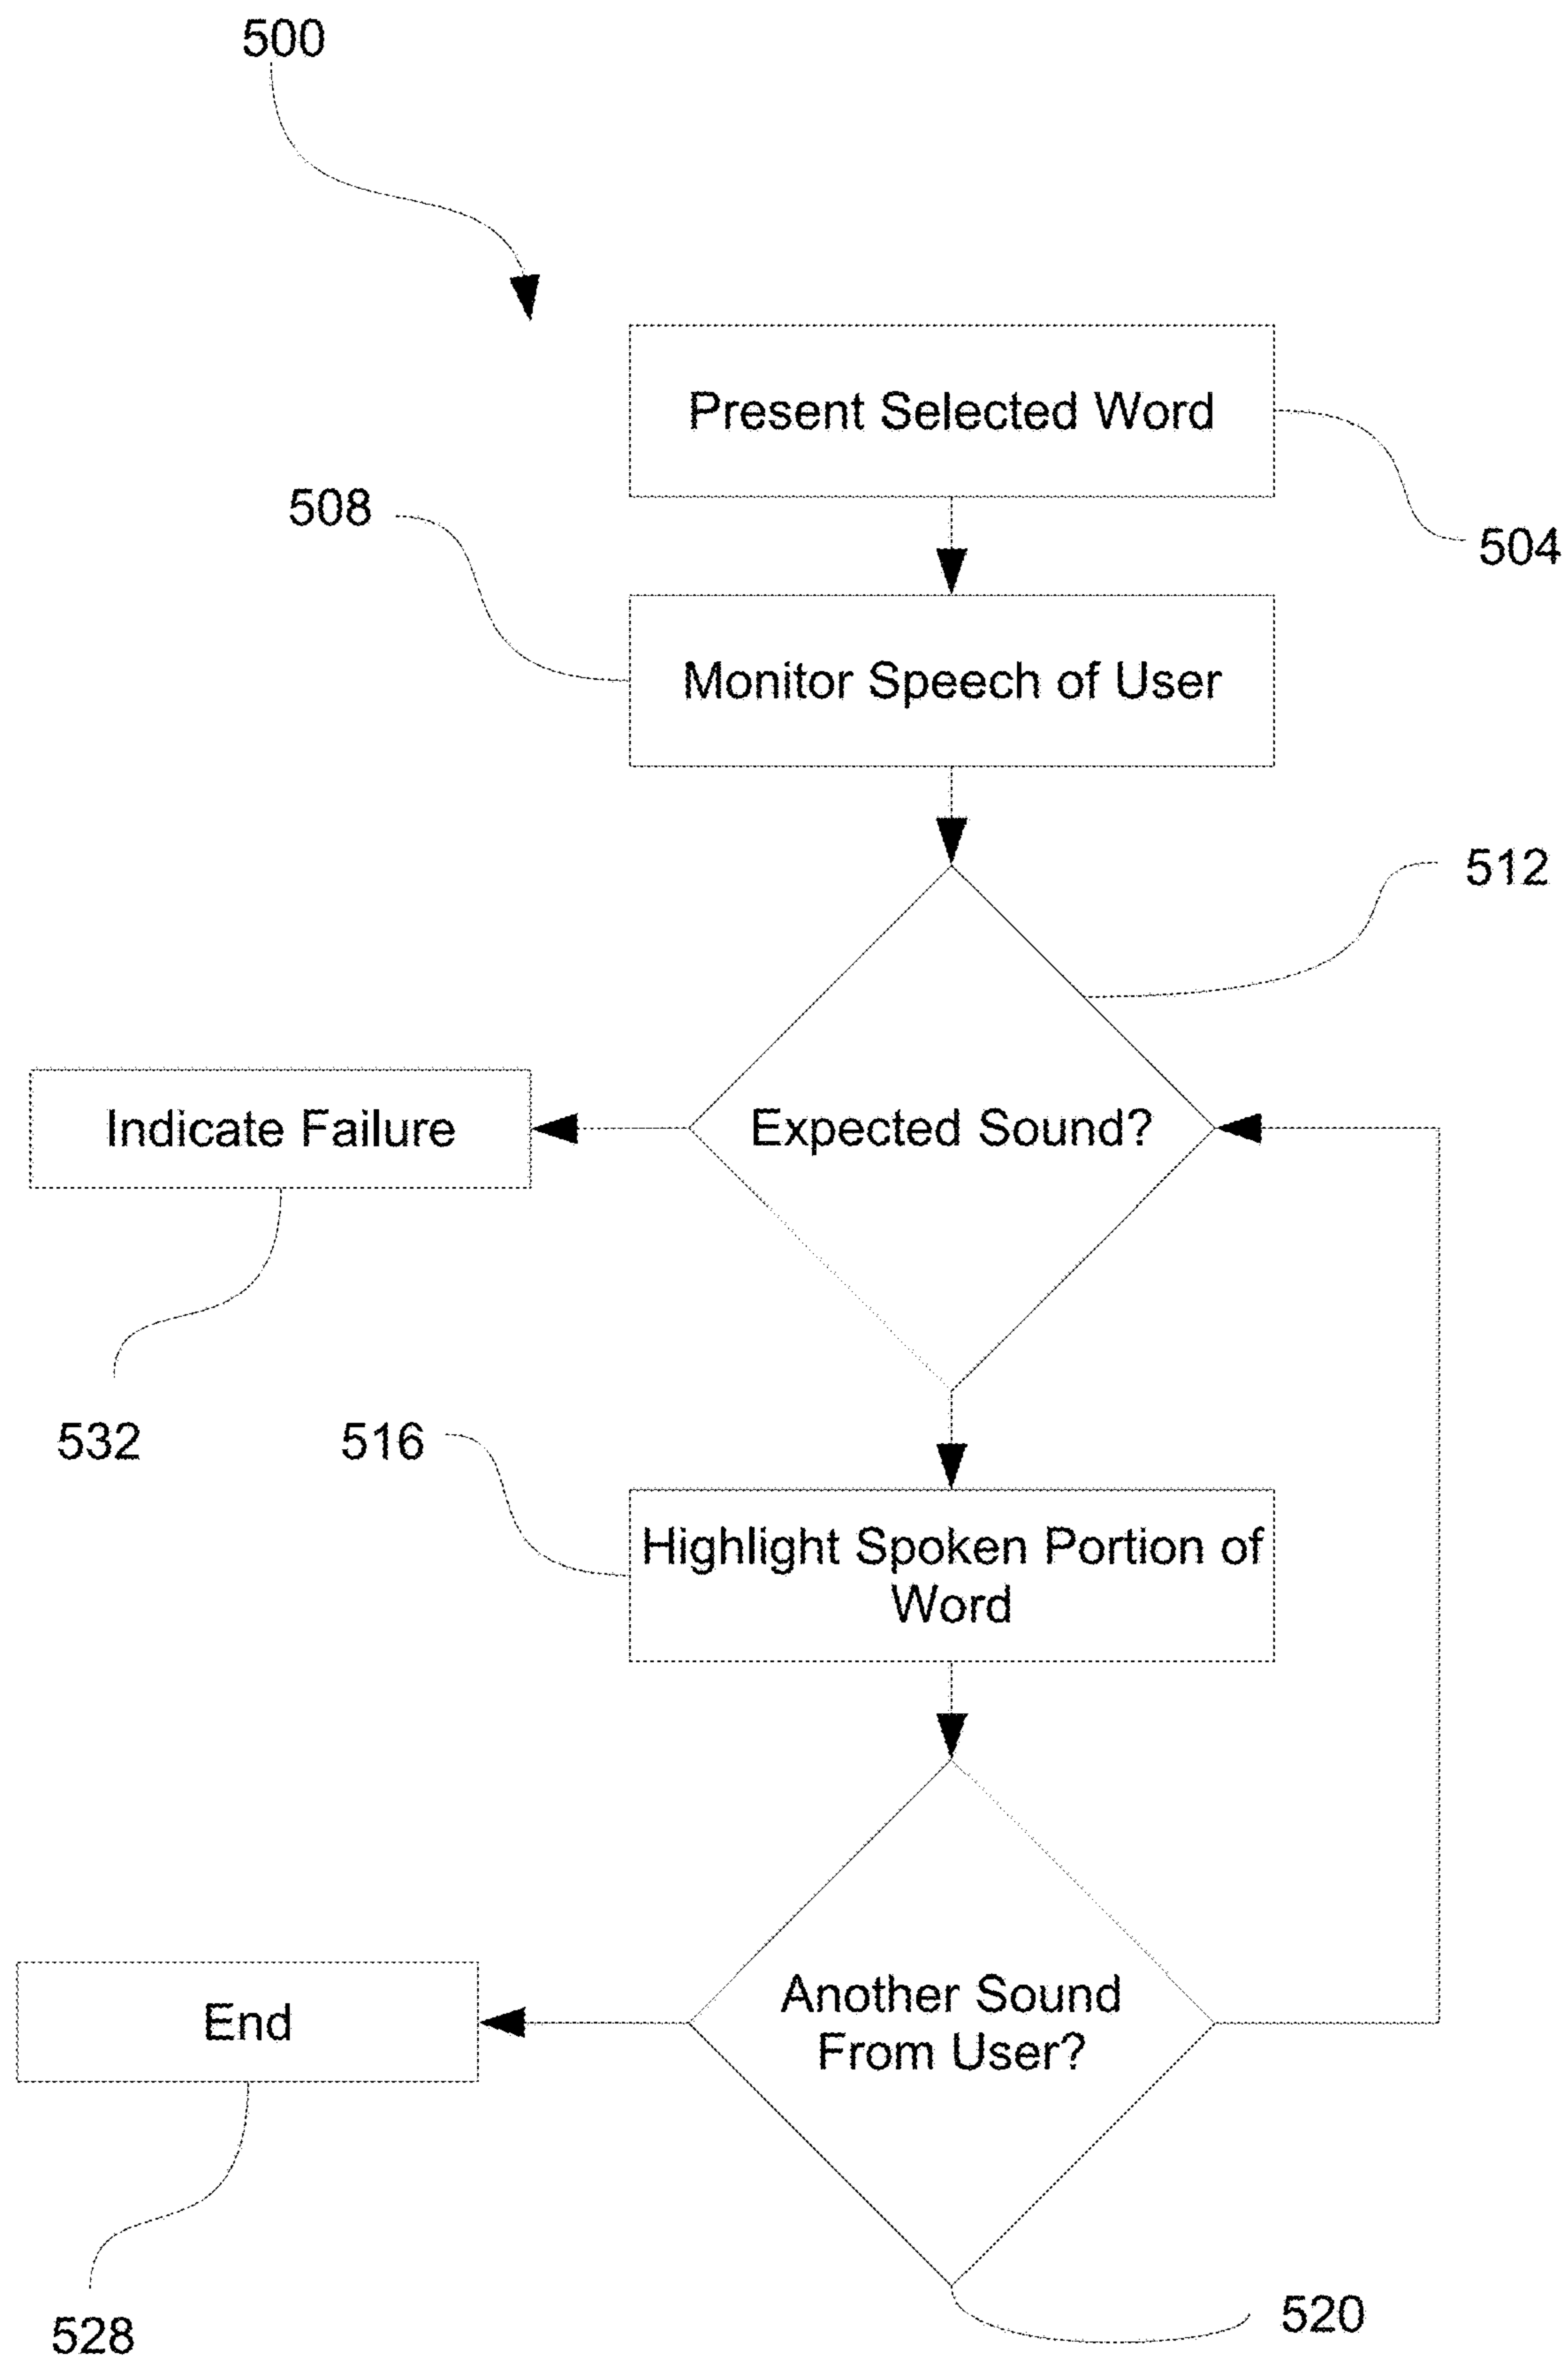 500
Present Selected Word
508
504
Monitor Speech of User
512
Indicate Failure
Expected Sound?
532
516
Highlight Spoken Portion of
Word
Another Sound
From User?
End
520
528